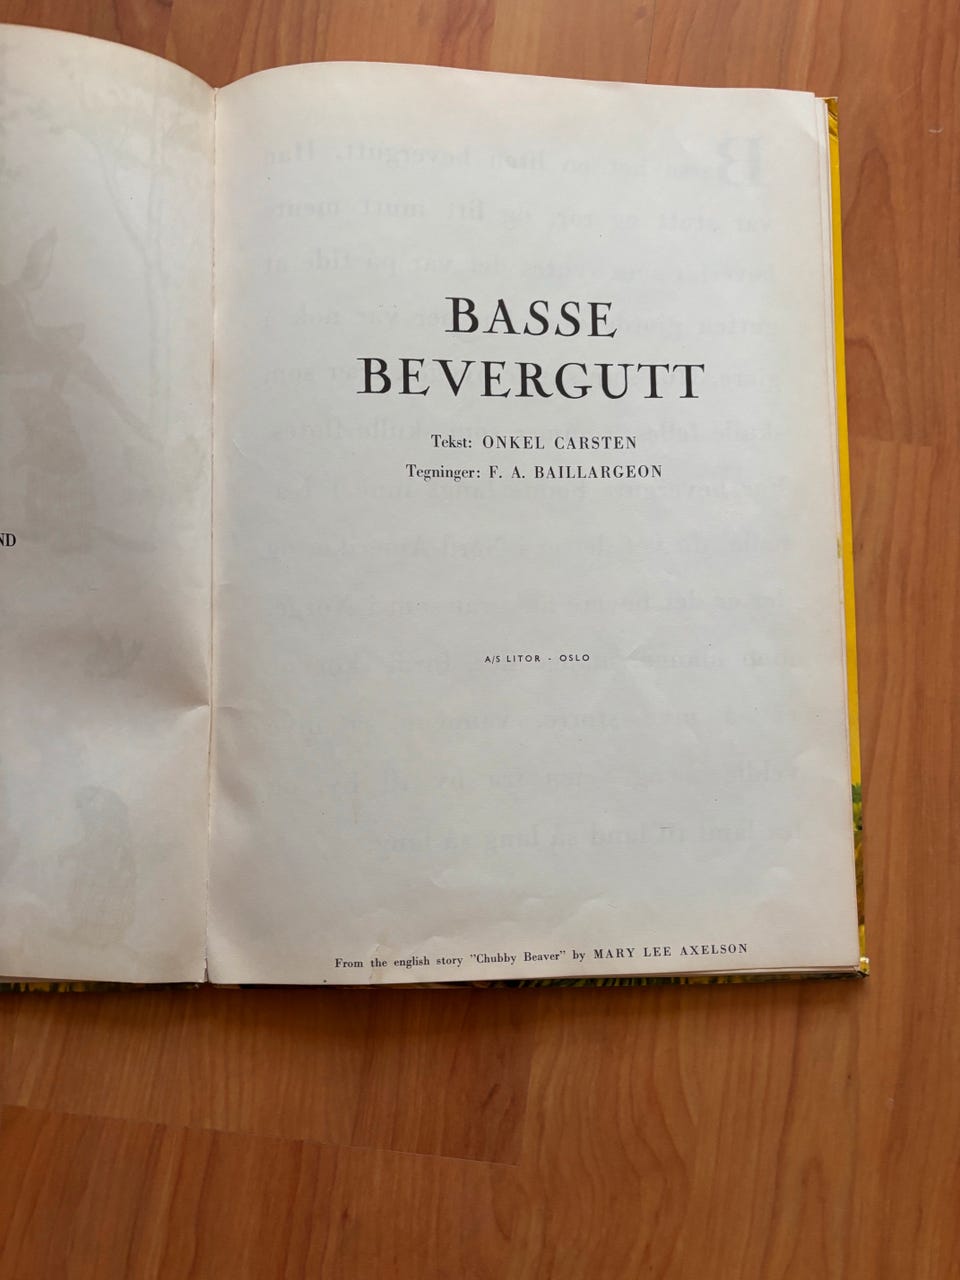 ND
BASSE
BEVERGUTT
Tekst: ONKEL CARSTEN
Tegninger: F. A. BAILLARGEON
A/S LITOR - OSLO
From the english story "Chubby Beaver" by MARY LEE AXELSON